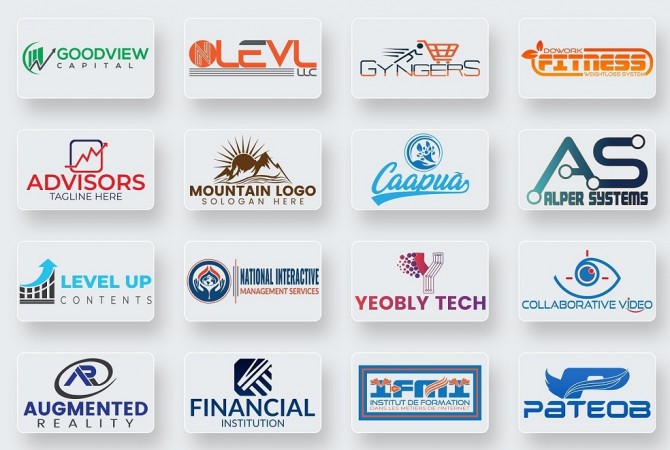 GOODVIEW
CAPITAL
NLEVL
LLC
GYNGERS
DOWORK
FITNESS
WEIGHTLOSS SYSTEM
ADVISORS
TAGLINE HERE
MOUNTAIN LOGO
SOLOGAN HERE
Caapuã
AS
ALPER SYSTEMS
LEVEL UP
CONTENTS
NATIONAL INTERACTIVE
MANAGEMENT SERVICES
Y
YEOBLY TECH
COLLABORATIVE VIDEO
AR
AUGMENTED
REALITY
FINANCIAL
INSTITUTION
IFMI
INSTITUT DE FORMATION
DANS LES METIERS DE l'INTERNET
P
PATEOB